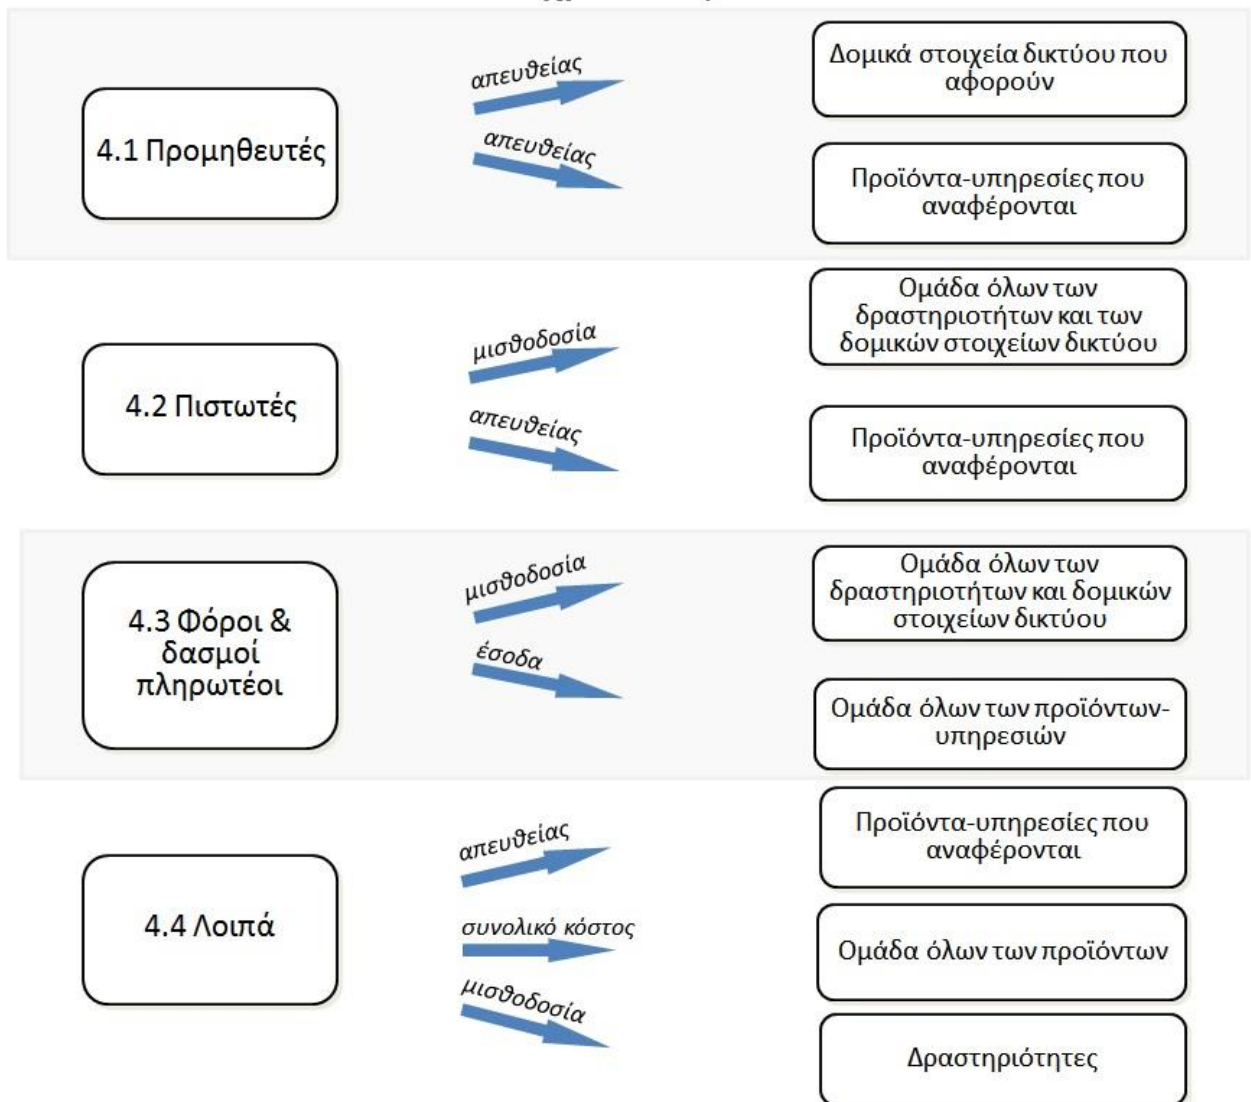 απευθείας
Δομικά στοιχεία δικτύου που
αφορούν
4.1 Προμηθευτές
απευθείας
Προϊόντα-υπηρεσίες που
αναφέρονται
μισθοδοσία
Ομάδα όλων των
δραστηριοτήτων και των
δομικών στοιχείων δικτύου
4.2 Πιστωτές
απευθείας
Προϊόντα-υπηρεσίες που
αναφέρονται
4.3 Φόροι &
δασμοί
πληρωτέοι
μισθοδοσία
Ομάδα όλων των
δραστηριοτήτων και δομικών
στοιχείων δικτύου
έσοδα
Ομάδα όλων των προϊόντων-
υπηρεσιών
απευθείας
Προϊόντα-υπηρεσίες που
αναφέρονται
4.4 Λοιπά
συνολικό κόστος
Ομάδα όλων των προϊόντων
μισθοδοσία
Δραστηριότητες